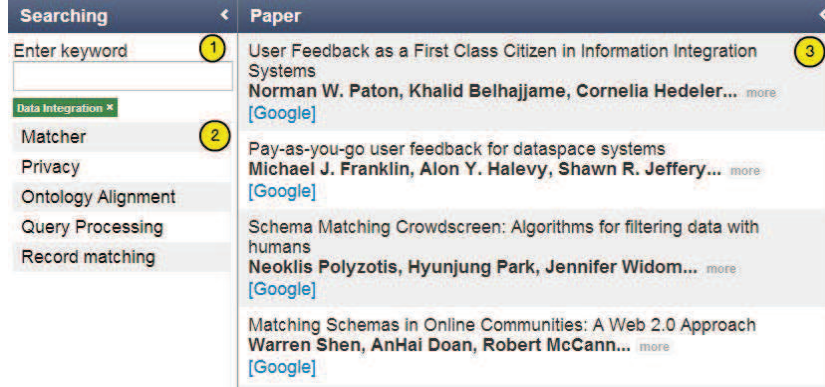 Searching
Enter keyword
1
Data Integration ×
Matcher
2
Privacy
Ontology Alignment
Query Processing
Record matching
Paper
User Feedback as a First Class Citizen in Information Integration
Systems
3
Norman W. Paton, Khalid Belhajjame, Cornelia Hedeler... more
[Google]
Pay-as-you-go user feedback for dataspace systems
Michael J. Franklin, Alon Y. Halevy, Shawn R. Jeffery... more
[Google]
Schema Matching Crowdscreen: Algorithms for filtering data with
humans
Neoklis Polyzotis, Hyunjung Park, Jennifer Widom... more
[Google]
Matching Schemas in Online Communities: A Web 2.0 Approach
Warren Shen, AnHai Doan, Robert McCann... more
[Google]